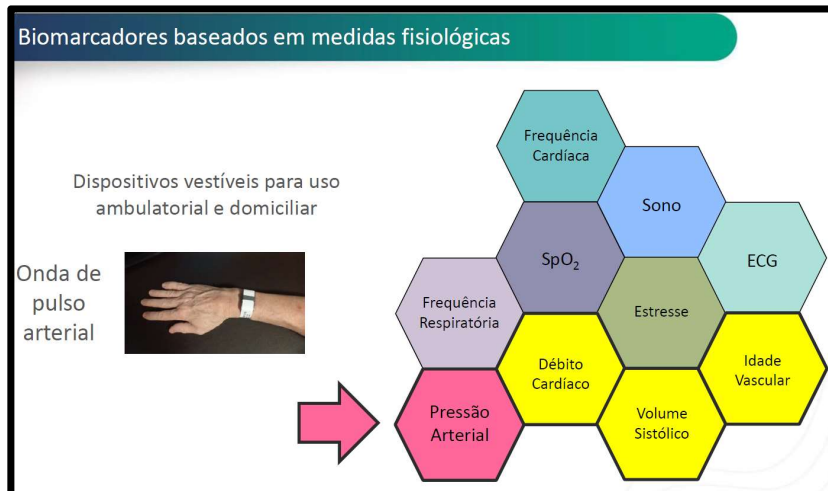 Biomarcadores baseados em medidas fisiológicas
Dispositivos vestíveis para uso
ambulatorial e domiciliar
Onda de
pulso
arterial
Frequência
Cardíaca
Sono
SpO₂
ECG
Frequência
Respiratória
Estresse
Débito
Cardíaco
Idade
Vascular
Pressão
Arterial
Volume
Sistólico